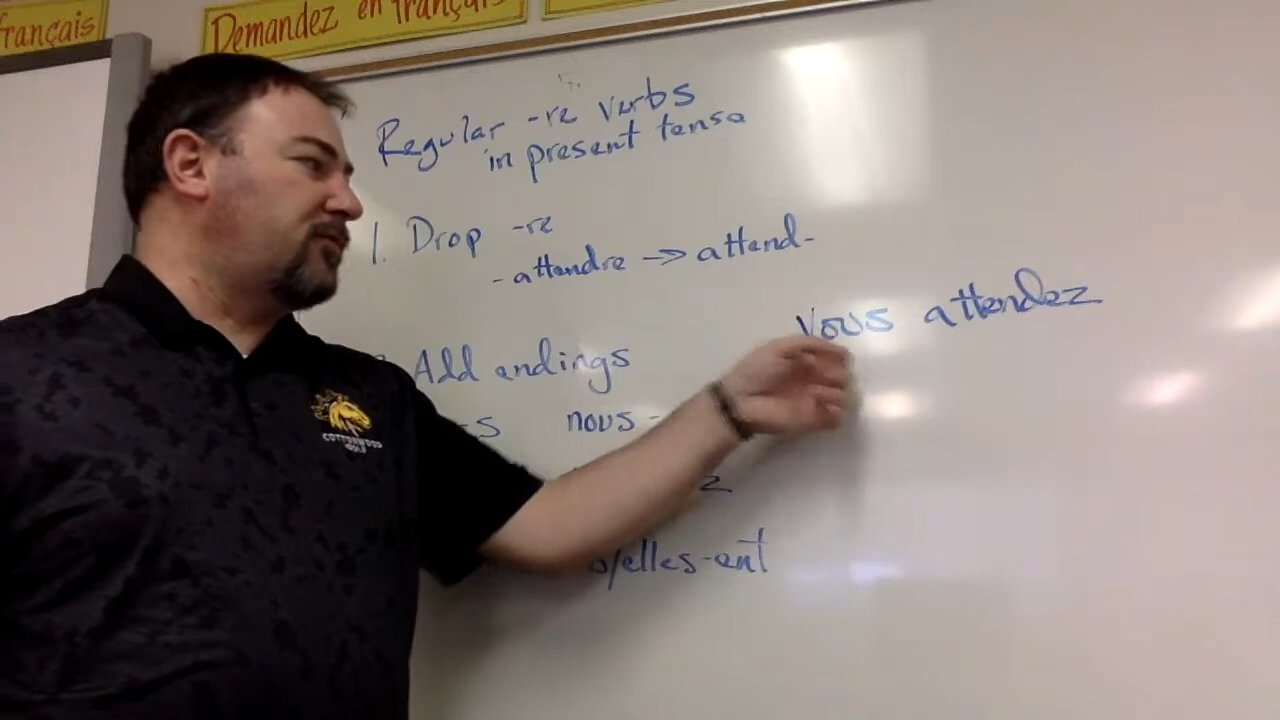 français
Demandez en français
Regular -re verbs
in present tense
1. Drop -re
- attendre → attend-
vous attendez
Add endings
-s nous -
z
/elles-ent
COTTONWOOD
GOLF